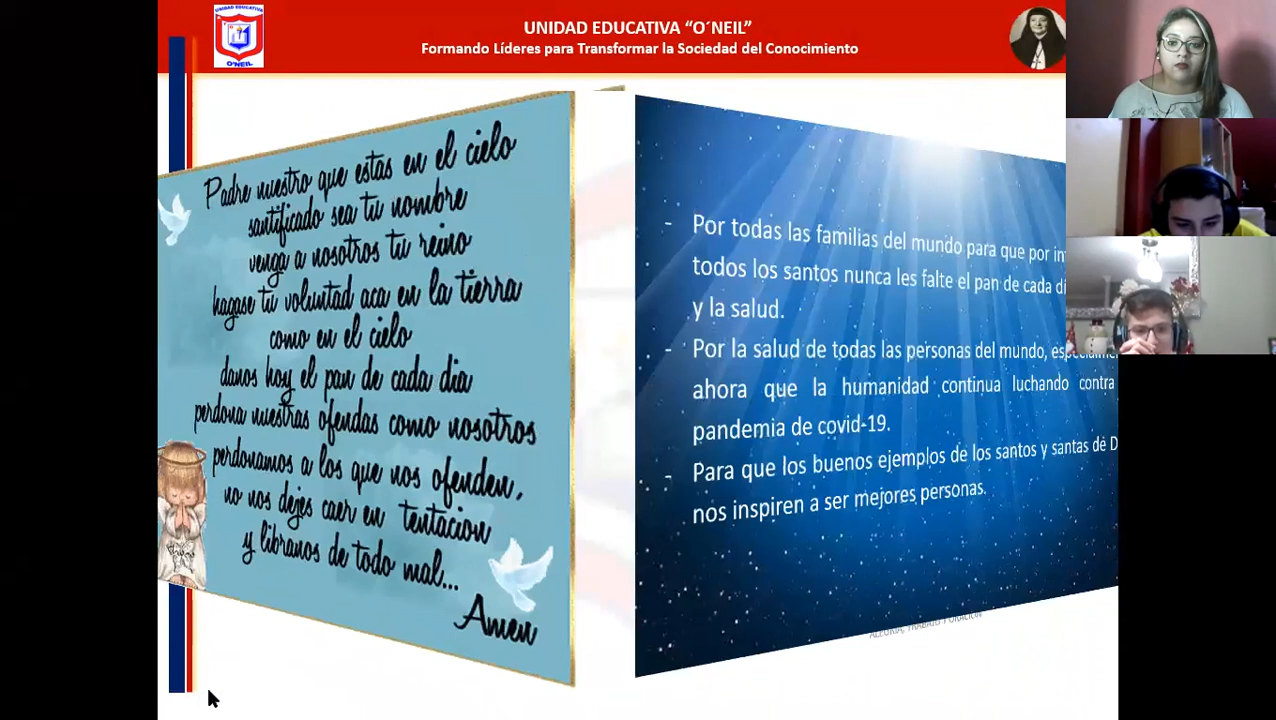 UNIDAD EDUCATIVA
O'NEIL
UNIDAD EDUCATIVA “O´NEIL”
Formando Líderes para Transformar la Sociedad del Conocimiento
Padre nuestro que estas en el cielo
santificado sea tu nombre
venga a nosotros tu reino
hagase tu voluntad aca en la tierra
como en el cielo
danos hoy el pan de cada dia
perdona nuestras ofendas como nosotros
perdonamos a los que nos ofenden,
no nos dejes caer en tentacion
y libranos de todo mal...
Amen
- Por todas las familias del mundo para que por
todos los santos nunca les falte el pan de cada
y la salud.
- Por la salud de todas las personas del mundo,
ahora que la humanidad continua luchando contra
pandemia de covid-19.
- Para que los buenos ejemplos de los santos y santas de D
nos inspiren a ser mejores personas.
ALEGRÍA, TRABAJO Y ORACIÓN